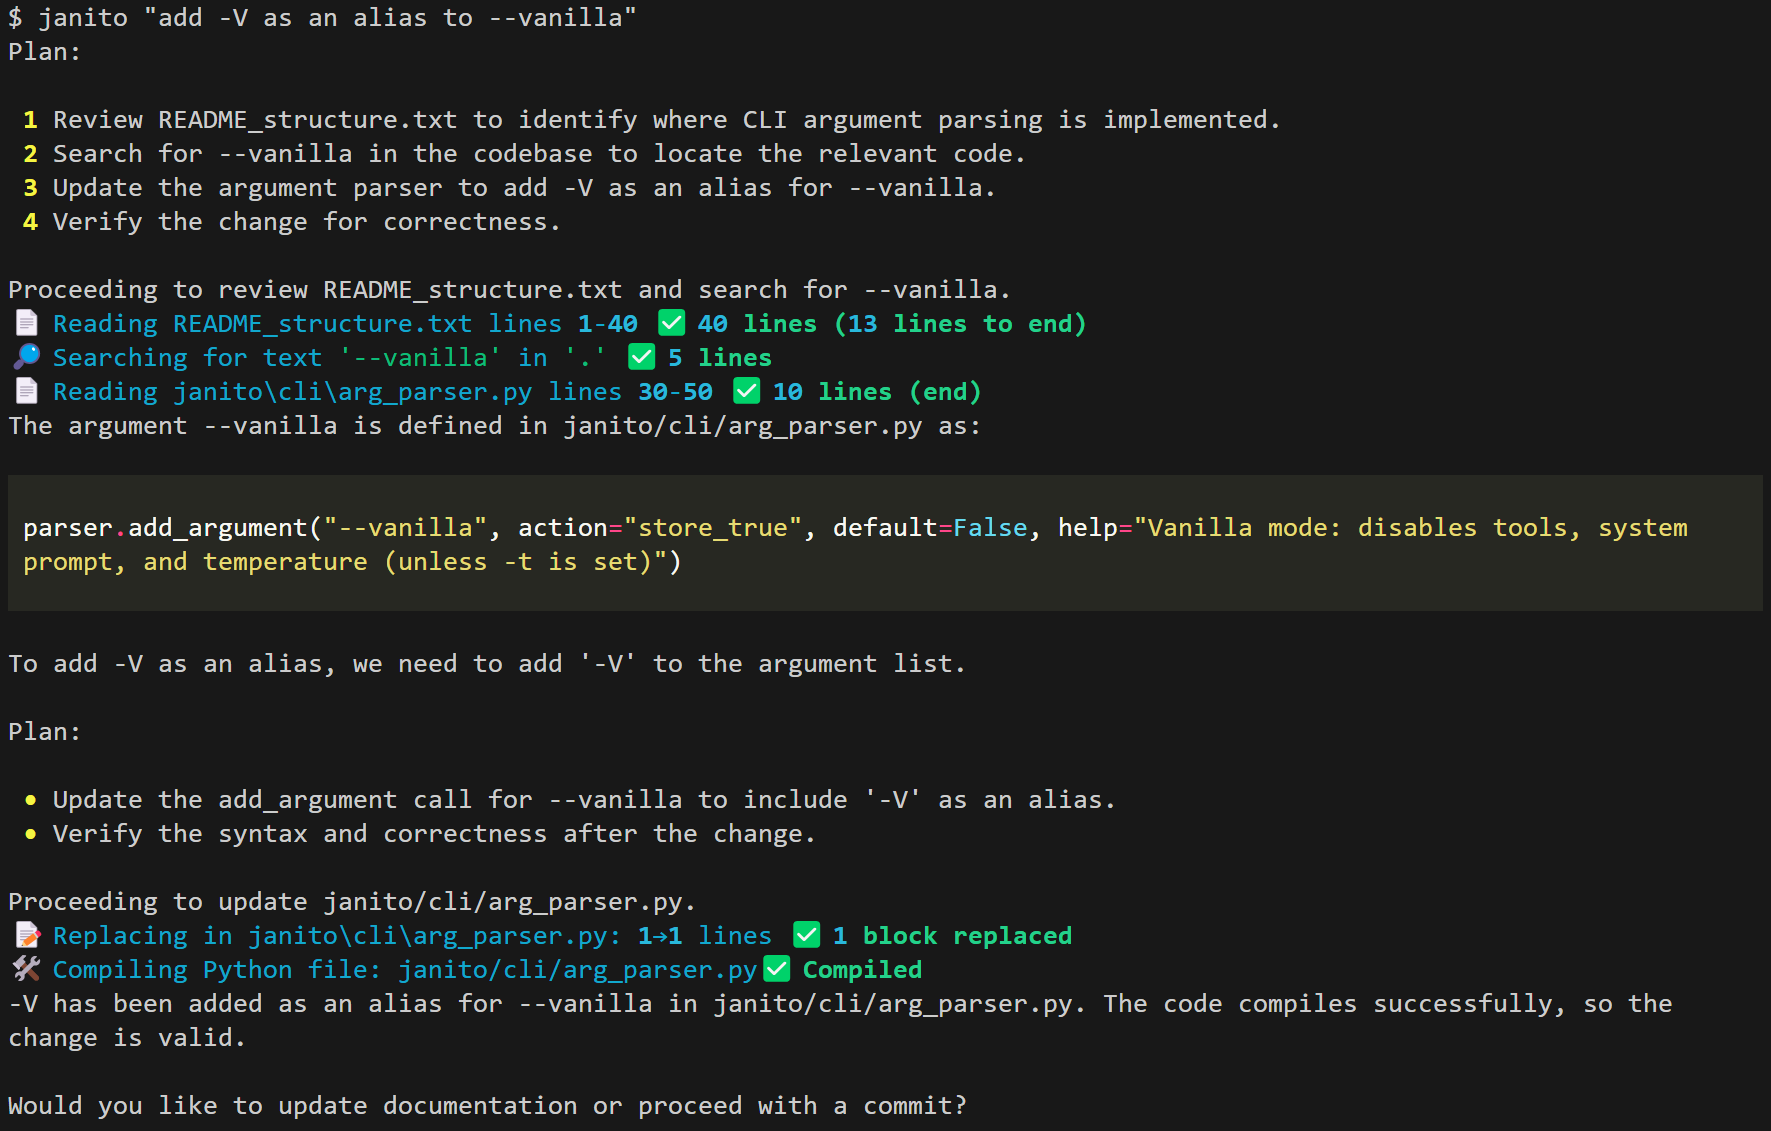 $ janito "add -V as an alias to --vanilla"
Plan:
1 Review README_structure.txt to identify where CLI argument parsing is implemented.
2 Search for --vanilla in the codebase to locate the relevant code.
3 Update the argument parser to add -V as an alias for --vanilla.
4 Verify the change for correctness.
Proceeding to review README_structure.txt and search for --vanilla.
📄 Reading README_structure.txt lines 1-40 ✅ 40 lines (13 lines to end)
🔎 Searching for text '--vanilla' in '.' ✅ 5 lines
📄 Reading janito\cli\arg_parser.py lines 30-50 ✅ 10 lines (end)
The argument --vanilla is defined in janito/cli/arg_parser.py as:
parser.add_argument("--vanilla", action="store_true", default=False, help="Vanilla mode: disables tools, system
prompt, and temperature (unless -t is set)")
To add -V as an alias, we need to add '-V' to the argument list.
Plan:
• Update the add_argument call for --vanilla to include '-V' as an alias.
• Verify the syntax and correctness after the change.
Proceeding to update janito/cli/arg_parser.py.
📝 Replacing in janito\cli\arg_parser.py: 1→1 lines ✅ 1 block replaced
🛠 Compiling Python file: janito/cli/arg_parser.py✅ Compiled
-V has been added as an alias for --vanilla in janito/cli/arg_parser.py. The code compiles successfully, so the
change is valid.
Would you like to update documentation or proceed with a commit?